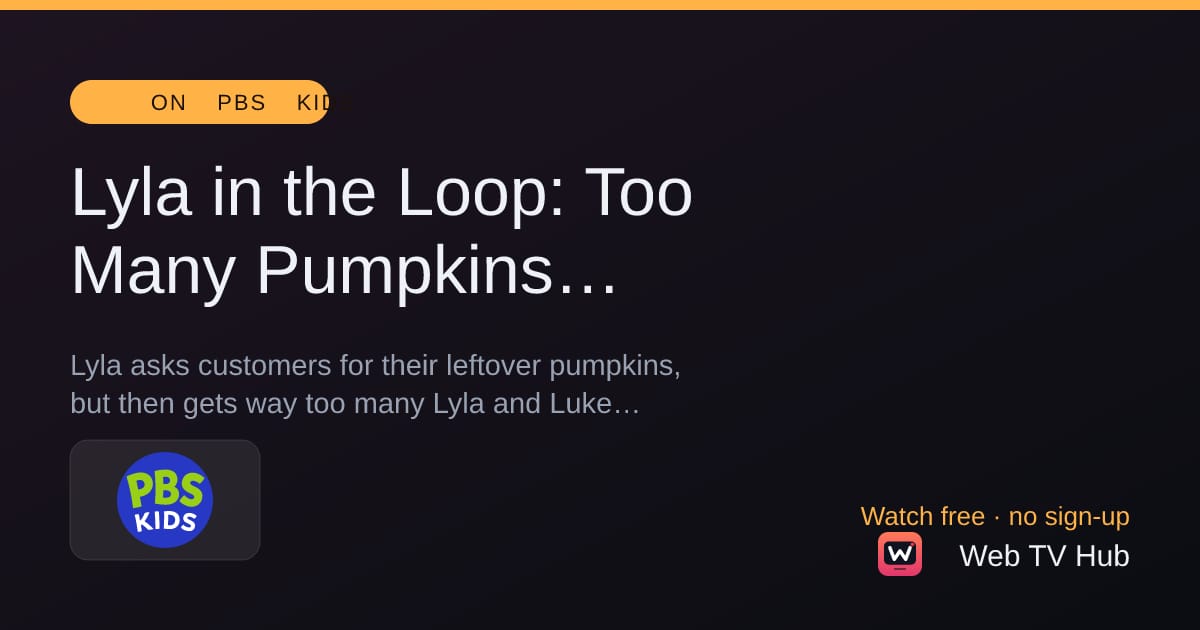 ON PBS KIDS
Lyla in the Loop: Too
Many Pumpkins…
Lyla asks customers for their leftover pumpkins,
but then gets way too many Lyla and Luke…
PBS
KIDS
Watch free · no sign-up
W
Web TV Hub